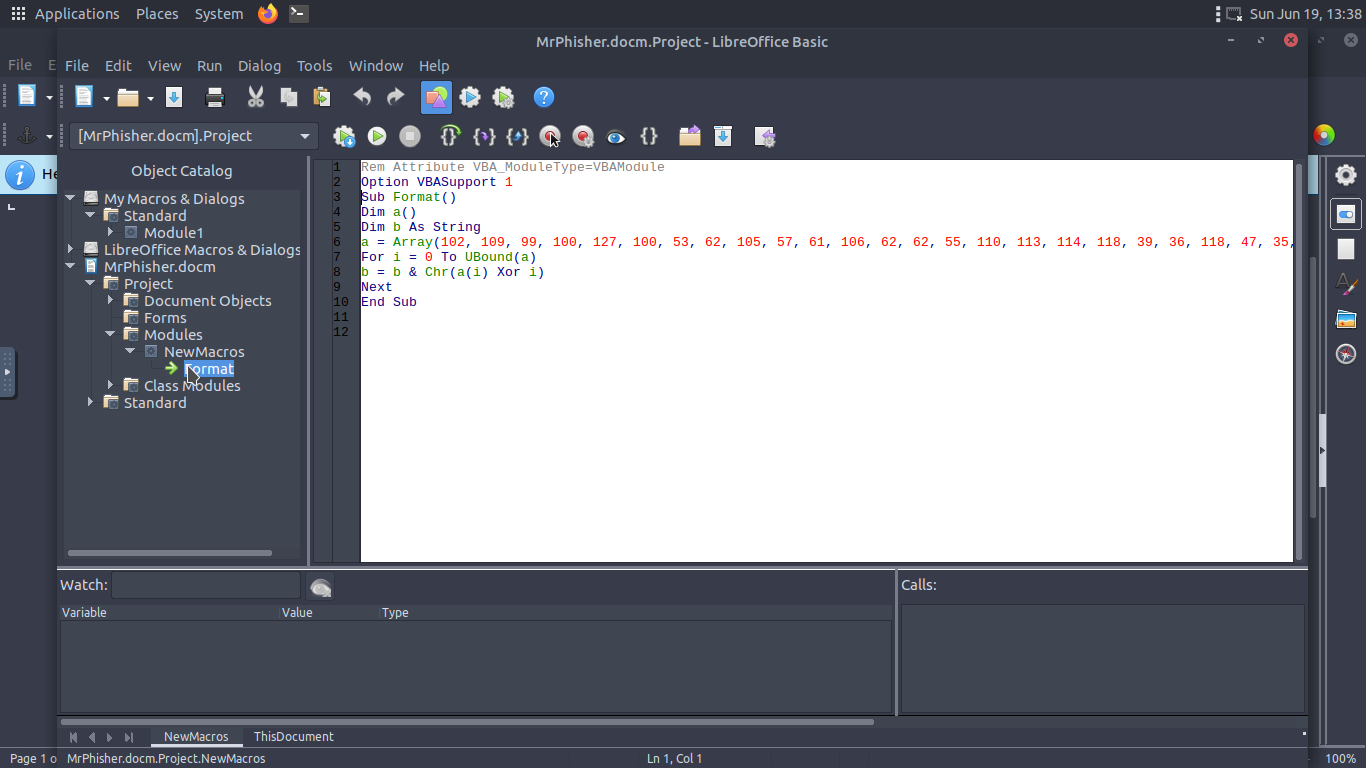 Applications Places System Sun Jun 19, 13:38
MrPhisher.docm.Project - LibreOffice Basic
File E
File Edit View Run Dialog Tools Window Help
[MrPhisher.docm].Project
He
Object Catalog
My Macros & Dialogs
Standard
Module1
LibreOffice Macros & Dialogs
MrPhisher.docm
Project
Document Objects
Forms
Modules
NewMacros
Format
Class Modules
Standard
1 Rem Attribute VBA_ModuleType=VBAModule
2 Option VBASupport 1
3 Sub Format()
4 Dim a()
5 Dim b As String
6 a = Array(102, 109, 99, 100, 127, 100, 53, 62, 105, 57, 61, 106, 62, 62, 55, 110, 113, 114, 118, 39, 36, 118, 47, 35,
7 For i = 0 To UBound(a)
8 b = b & Chr(a(i) Xor i)
9 Next
10 End Sub
11
12
Watch:
Variable Value Type
Calls:
NewMacros ThisDocument
Page 1 o MrPhisher.docm.Project.NewMacros Ln 1, Col 1 100%